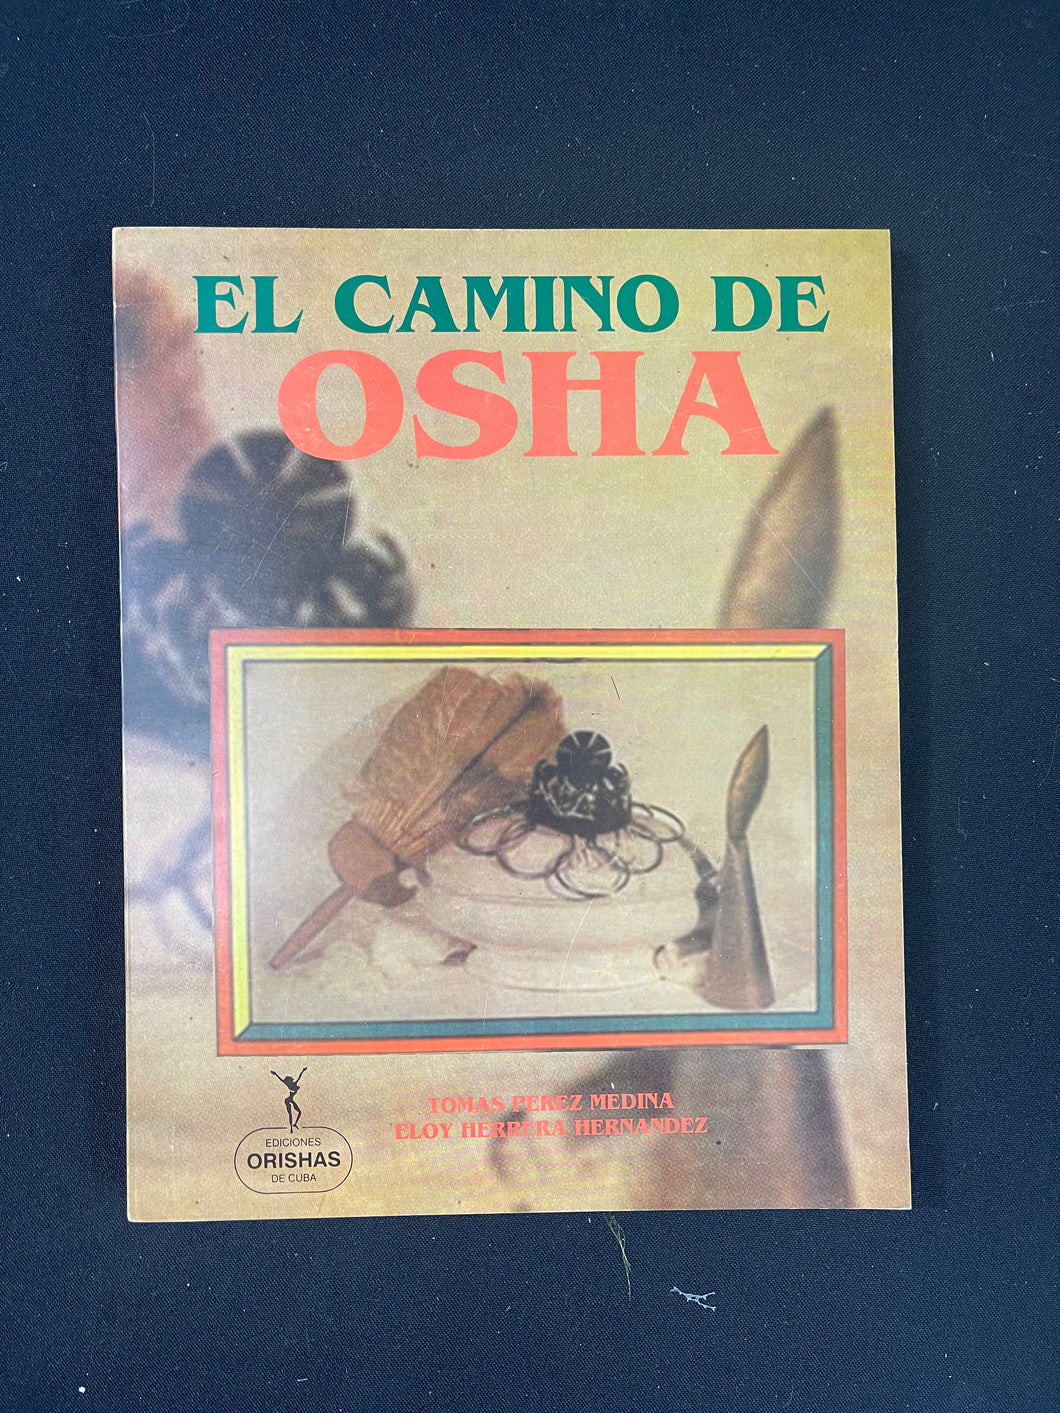 EL CAMINO DE
OSHA
TOMAS PEREZ MEDINA
ELOY HERRERA HERNANDEZ
EDICIONES
ORISHAS
DE CUBA